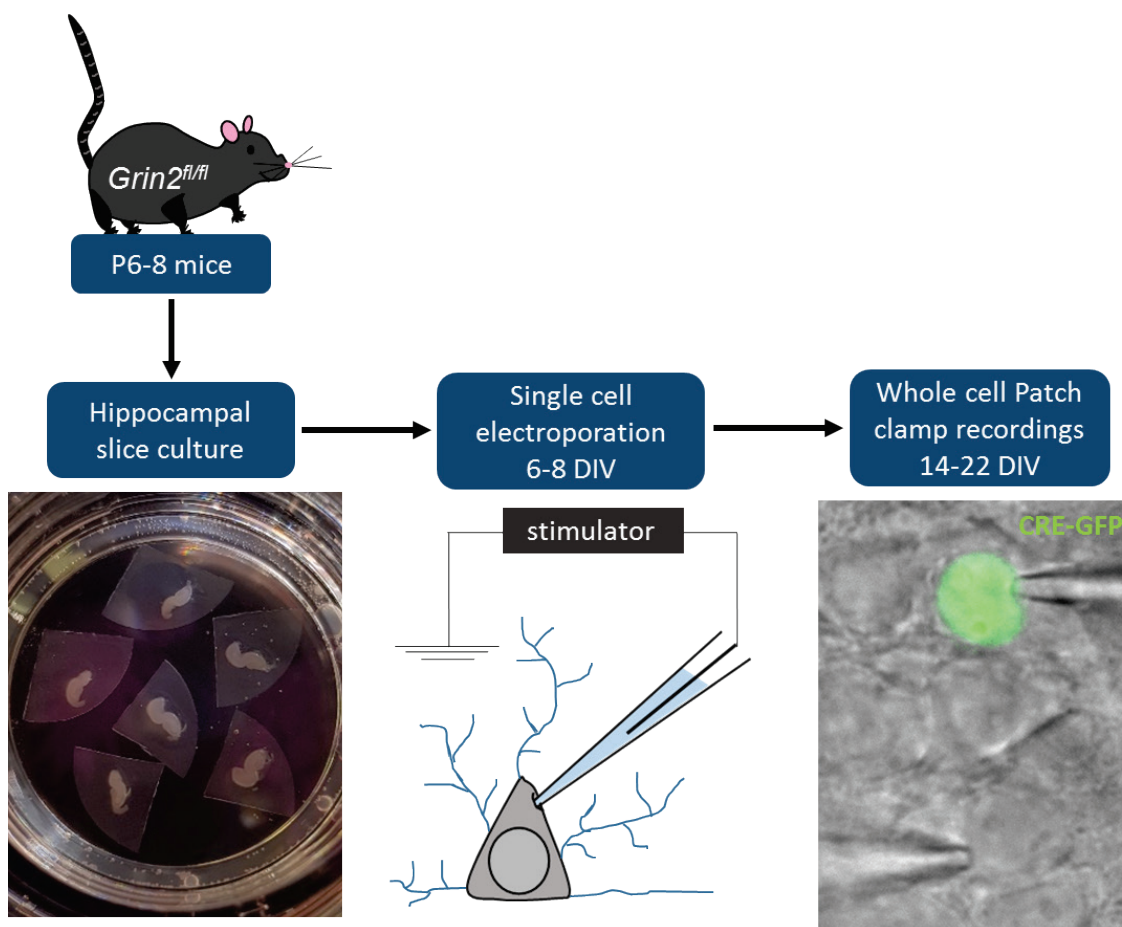 Grin2fl/fl
P6-8 mice
Hippocampal
slice culture
Single cell
electroporation
6-8 DIV
Whole cell Patch
clamp recordings
14-22 DIV
stimulator
CRE-GFP